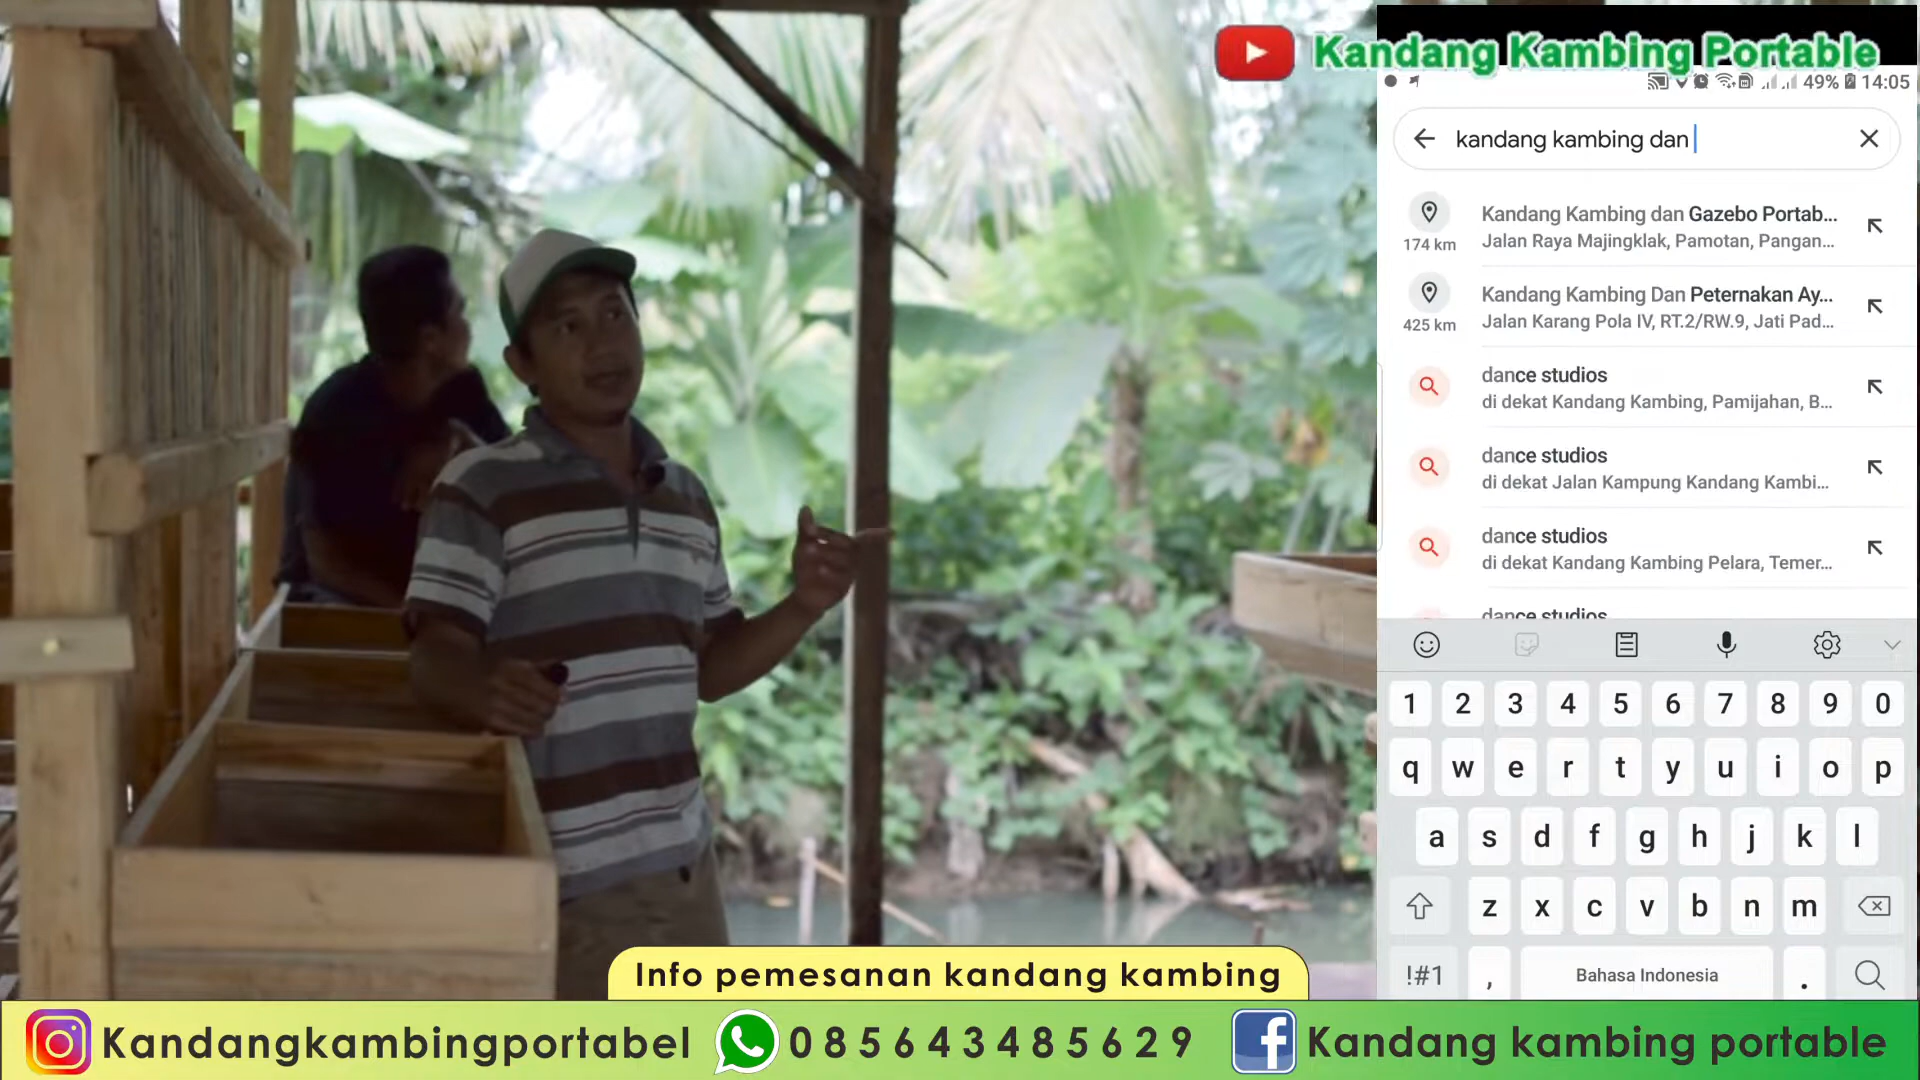 Kandang Kambing Portable
49% 14:05
kandang kambing dan
Kandang Kambing dan Gazebo Portab...
174 km
Jalan Raya Majingklak, Pamotan, Pangan...
Kandang Kambing Dan Peternakan Ay...
425 km
Jalan Karang Pola IV, RT.2/RW.9, Jati Pad...
dance studios
di dekat Kandang Kambing, Pamijahan, B...
dance studios
di dekat Jalan Kampung Kandang Kambi...
dance studios
di dekat Kandang Kambing Pelara, Temer...
dance studios
1 2 3 4 5 6 7 8 9 0
q w e r t y u i o p
a s d f g h j k l
z x c v b n m
!#1 , Bahasa Indonesia .
Info pemesanan kandang kambing
Kandangkambingportabel 085643485629 Kandang kambing portable